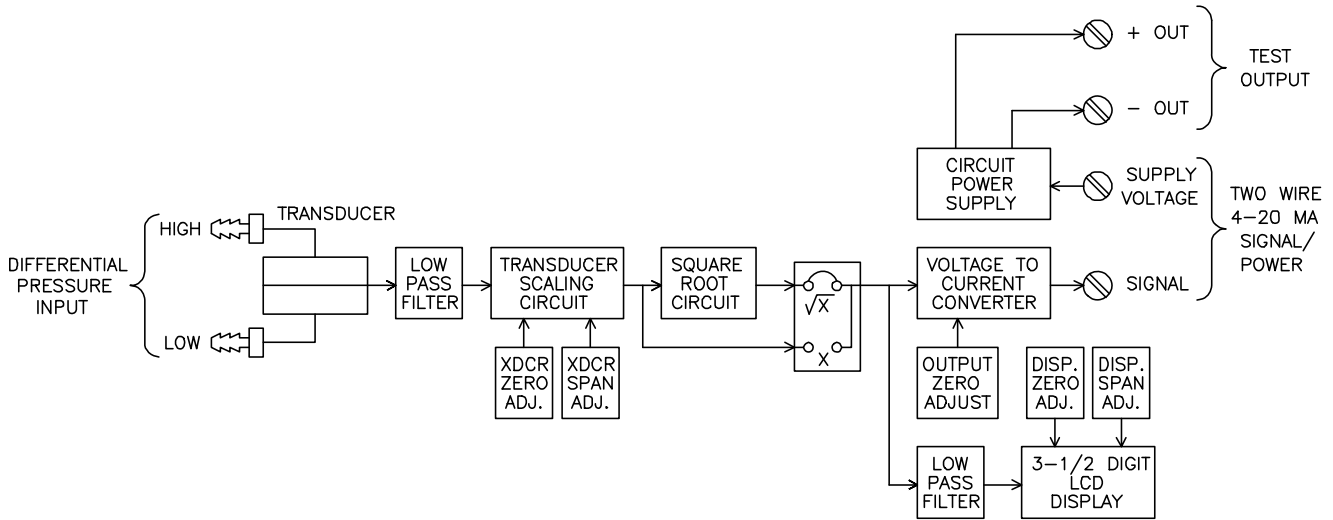 + OUT
TEST
OUTPUT
- OUT
CIRCUIT
POWER
SUPPLY
SUPPLY
VOLTAGE
TWO WIRE
4-20 MA
SIGNAL/
POWER
HIGH
TRANSDUCER
DIFFERENTIAL
PRESSURE
INPUT
LOW
LOW
PASS
FILTER
TRANSDUCER
SCALING
CIRCUIT
SQUARE
ROOT
CIRCUIT
√X
X
VOLTAGE TO
CURRENT
CONVERTER
SIGNAL
XDCR
ZERO
ADJ.
XDCR
SPAN
ADJ.
OUTPUT
ZERO
ADJUST
DISP.
ZERO
ADJ.
DISP.
SPAN
ADJ.
LOW
PASS
FILTER
3-1/2 DIGIT
LCD
DISPLAY